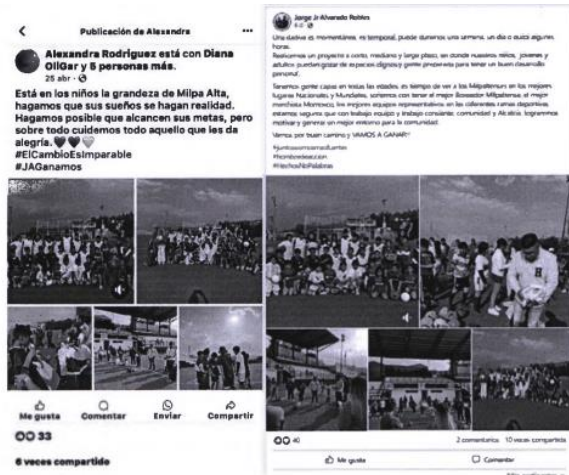 Publicación de Alexandra
Alexandra Rodriguez está con Diana
OliGar y 5 personas más.
25 abr ·
Está en los niños la grandeza de Milpa Alta,
hagamos que sus sueños se hagan realidad.
Hagamos posible que alcancen sus metas, pero
sobre todo cuidemos todo aquello que les da
alegría.
#ElCambioEsImparable
#JAGanamos
Me gusta
Comentar
Enviar
Compartir
33
6 veces compartido
Jorge Jr Alvarado Robles
Una dadiva es momentánea, es temporal, puede durarnos una semana, un día o quizá algunas
horas.
Realicemos un proyecto a corto, mediano y largo plazo, en donde nuestros niños, jóvenes y
adultos puedan gozar de espacios dignos y gente preparada para tener un buen desarrollo
personal.
Tenemos gente capaz en todas las edades, es tiempo de ver a los Milpaltenses en los mejores
lugares Nacionales y Mundiales, soñemos con tener el mejor Boxeador Milpaltense, el mejor
marchista Momoxca, los mejores equipos representativos en las diferentes ramas deportivas,
estamos seguros que con trabajo equipo y trabajo constante, comunidad y Alcaldía, lograremos
motivar y generar un mejor entorno para la comunidad.
Vamos por buen camino y VAMOS A GANAR!!
#juntossomosmasfuertes
#hombredeaccion
#HechosNoPalabras
40
2 comentarios 10 veces compartido
Me gusta
Comentar